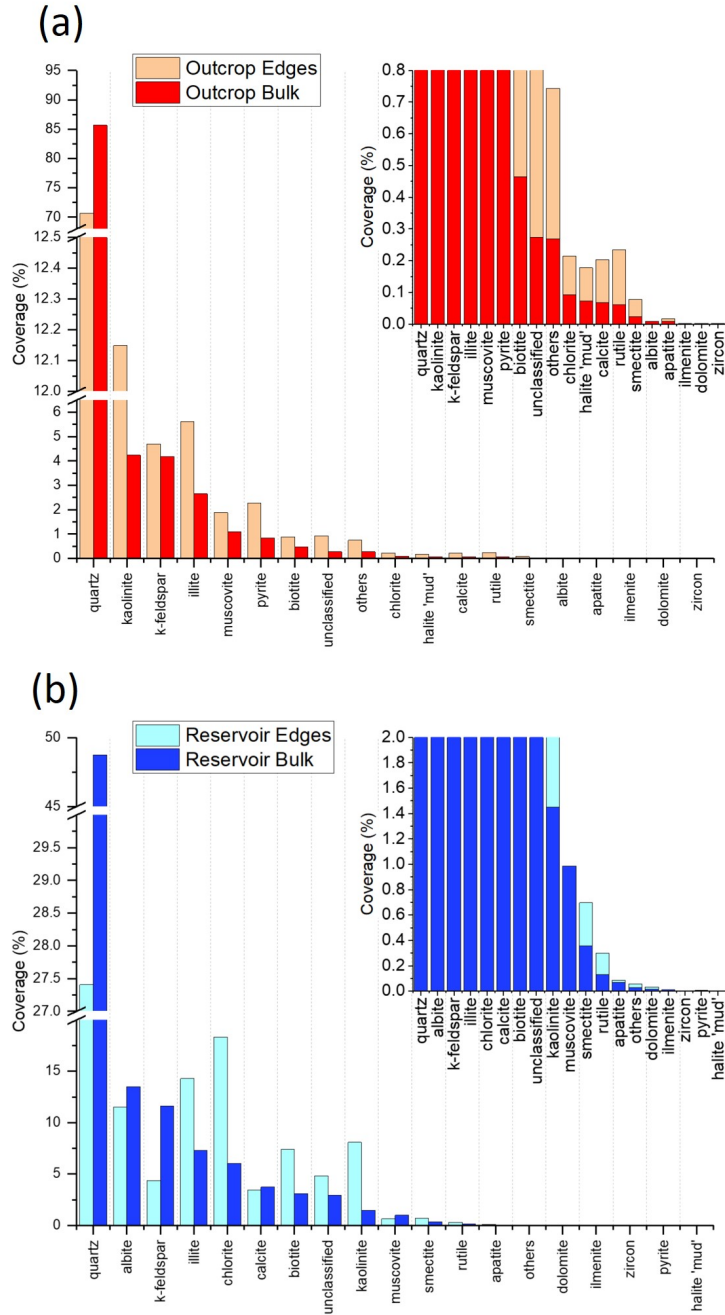 (a)
Outcrop Edges
Outcrop Bulk
Coverage (%)
95
90
85
80
75
70
12.5
12.4
12.3
12.2
12.1
12.0
6
5
4
3
2
1
0
quartz
kaolinite
k-feldspar
illite
muscovite
pyrite
biotite
unclassified
others
chlorite
halite 'mud'
calcite
rutile
smectite
albite
apatite
ilmenite
dolomite
zircon
Coverage (%)
0.8
0.7
0.6
0.5
0.4
0.3
0.2
0.1
0.0
quartz
kaolinite
k-feldspar
illite
muscovite
pyrite
biotite
unclassified
others
chlorite
halite 'mud'
calcite
rutile
smectite
albite
apatite
ilmenite
dolomite
zircon
(b)
Reservoir Edges
Reservoir Bulk
Coverage (%)
50
45
29.5
29.0
28.5
28.0
27.5
27.0
15
10
5
0
quartz
albite
k-feldspar
illite
chlorite
calcite
biotite
unclassified
kaolinite
muscovite
smectite
rutile
apatite
others
dolomite
ilmenite
zircon
pyrite
halite 'mud'
Coverage (%)
2.0
1.8
1.6
1.4
1.2
1.0
0.8
0.6
0.4
0.2
0.0
quartz
albite
k-feldspar
illite
chlorite
calcite
biotite
unclassified
kaolinite
muscovite
smectite
rutile
apatite
others
dolomite
ilmenite
zircon
pyrite
halite 'mud'